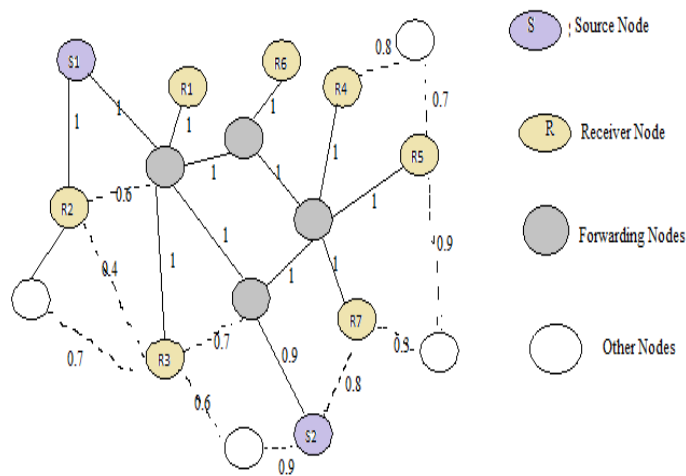 S1
R1
R6
R4
R5
R2
R3
R7
S2
1
1
1
1
1
1
1
1
1
1
1
1
0.8
0.7
0.6
0.4
0.7
0.7
0.6
0.9
0.9
0.8
0.9
S : Source Node
R Receiver Node
Forwarding Nodes
Other Nodes